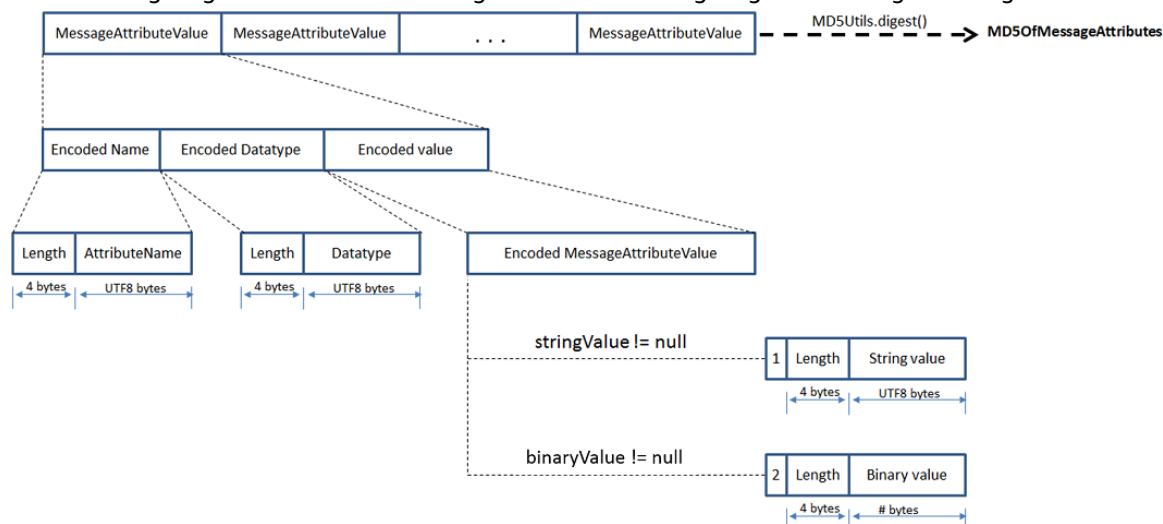 MessageAttributeValue MessageAttributeValue . . . MessageAttributeValue MD5Utils.digest() MD5OfMessageAttributes
Encoded Name Encoded Datatype Encoded value
Length AttributeName Length Datatype Encoded MessageAttributeValue
4 bytes UTF8 bytes 4 bytes UTF8 bytes
stringValue != null 1 Length String value
4 bytes UTF8 bytes
binaryValue != null 2 Length Binary value
4 bytes # bytes